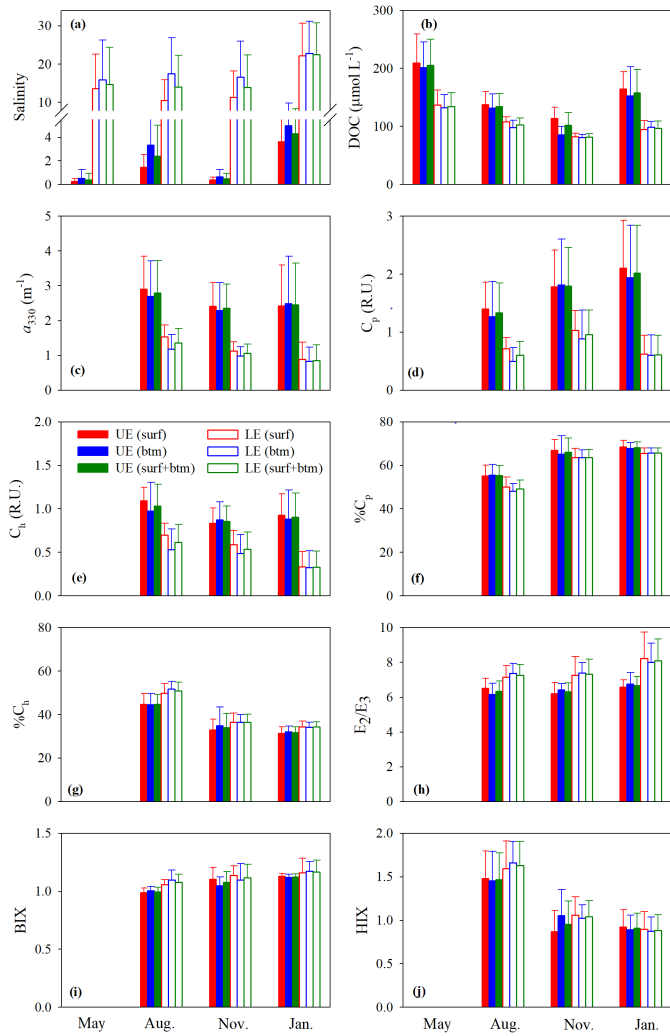 (a)
Salinity
30
20
10
4
2
0
(b)
DOC (µmol L⁻¹)
200
150
100
50
0
(c)
a₃₃₀ (m⁻¹)
5
4
3
2
1
0
(d)
Cₚ (R.U.)
3
2
1
0
UE (surf)
UE (btm)
UE (surf+btm)
LE (surf)
LE (btm)
LE (surf+btm)
(e)
Cₕ (R.U.)
2.0
1.5
1.0
0.5
0.0
(f)
%Cₚ
80
60
40
20
0
(g)
%Cₕ
80
60
40
20
0
(h)
E₂/E₃
10
8
6
4
2
0
(i)
BIX
1.5
1.0
0.5
0.0
May Aug. Nov. Jan.
(j)
HIX
2.0
1.5
1.0
0.5
0.0
May Aug. Nov. Jan.